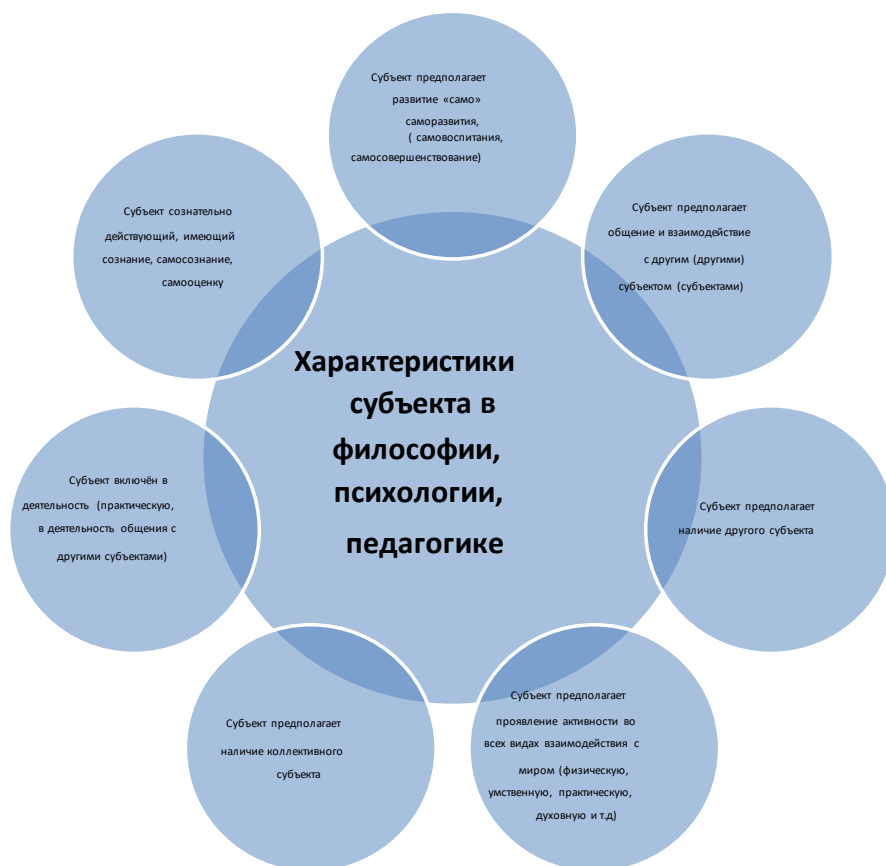 Субъект предполагает
развитие «само»
саморазвития,
( самовоспитания,
самосовершенствование)
Субъект предполагает
общение и взаимодействие
с другим (другими)
субъектом (субъектами)
Субъект предполагает
наличие другого субъекта
Субъект предполагает
проявление активности во
всех видах взаимодействия с
миром (физическую,
умственную, практическую,
духовную и т.д)
Субъект предполагает
наличие коллективного
субъекта
Субъект включён в
деятельность (практическую,
в деятельность общения с
другими субъектами)
Субъект сознательно
действующий, имеющий
сознание, самосознание,
самооценку
Характеристики
субъекта в
философии,
психологии,
педагогике